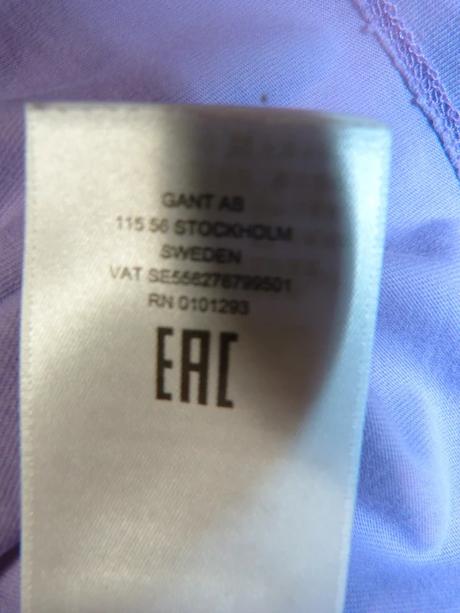 GANT AB
115 56 STOCKHOLM
SWEDEN
VAT SE556276799501
RN 0101293
EAC